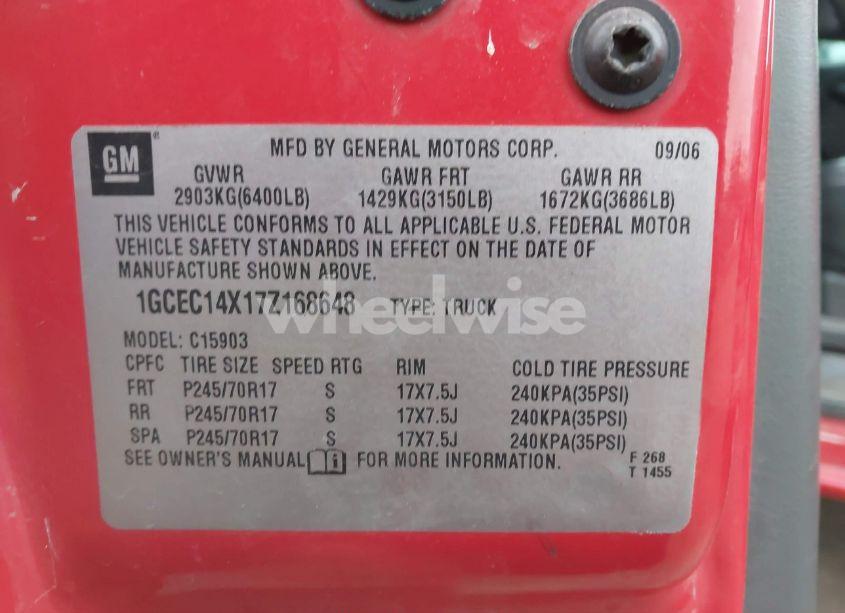 GM
MFD BY GENERAL MOTORS CORP. 09/06
GVWR GAWR FRT GAWR RR
2903KG(6400LB) 1429KG(3150LB) 1672KG(3686LB)
THIS VEHICLE CONFORMS TO ALL APPLICABLE U.S. FEDERAL MOTOR
VEHICLE SAFETY STANDARDS IN EFFECT ON THE DATE OF
MANUFACTURE SHOWN ABOVE.
1GCEC14X17Z168648 TYPE: TRUCK
wheelwise
MODEL: C15903
CPFC TIRE SIZE SPEED RTG RIM COLD TIRE PRESSURE
FRT P245/70R17 S 17X7.5J 240KPA(35PSI)
RR P245/70R17 S 17X7.5J 240KPA(35PSI)
SPA P245/70R17 S 17X7.5J 240KPA(35PSI)
SEE OWNER'S MANUAL i FOR MORE INFORMATION.
F 268
T 1455